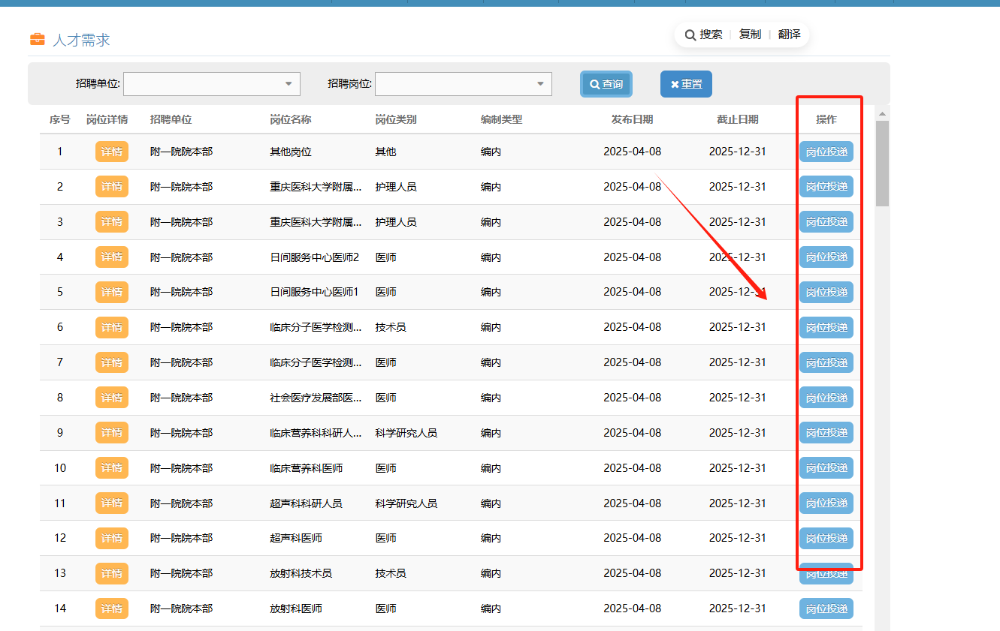 人才需求
搜索 | 复制 | 翻译
招聘单位: 招聘岗位: 查询 重置
序号 岗位详情 招聘单位 岗位名称 岗位类别 编制类型 发布日期 截止日期 操作
1 详情 附一院院本部 其他岗位 其他 编内 2025-04-08 2025-12-31 岗位投递
2 详情 附一院院本部 重庆医科大学附属... 护理人员 编内 2025-04-08 2025-12-31 岗位投递
3 详情 附一院院本部 重庆医科大学附属... 护理人员 编内 2025-04-08 2025-12-31 岗位投递
4 详情 附一院院本部 日间服务中心医师2 医师 编内 2025-04-08 2025-12-31 岗位投递
5 详情 附一院院本部 日间服务中心医师1 医师 编内 2025-04-08 2025-12-31 岗位投递
6 详情 附一院院本部 临床分子医学检测... 技术员 编内 2025-04-08 2025-12-31 岗位投递
7 详情 附一院院本部 临床分子医学检测... 医师 编内 2025-04-08 2025-12-31 岗位投递
8 详情 附一院院本部 社会医疗发展部医... 医师 编内 2025-04-08 2025-12-31 岗位投递
9 详情 附一院院本部 临床营养科科研人... 科学研究人员 编内 2025-04-08 2025-12-31 岗位投递
10 详情 附一院院本部 临床营养科医师 医师 编内 2025-04-08 2025-12-31 岗位投递
11 详情 附一院院本部 超声科科研人员 科学研究人员 编内 2025-04-08 2025-12-31 岗位投递
12 详情 附一院院本部 超声科医师 医师 编内 2025-04-08 2025-12-31 岗位投递
13 详情 附一院院本部 放射科技术员 技术员 编内 2025-04-08 2025-12-31 岗位投递
14 详情 附一院院本部 放射科医师 医师 编内 2025-04-08 2025-12-31 岗位投递